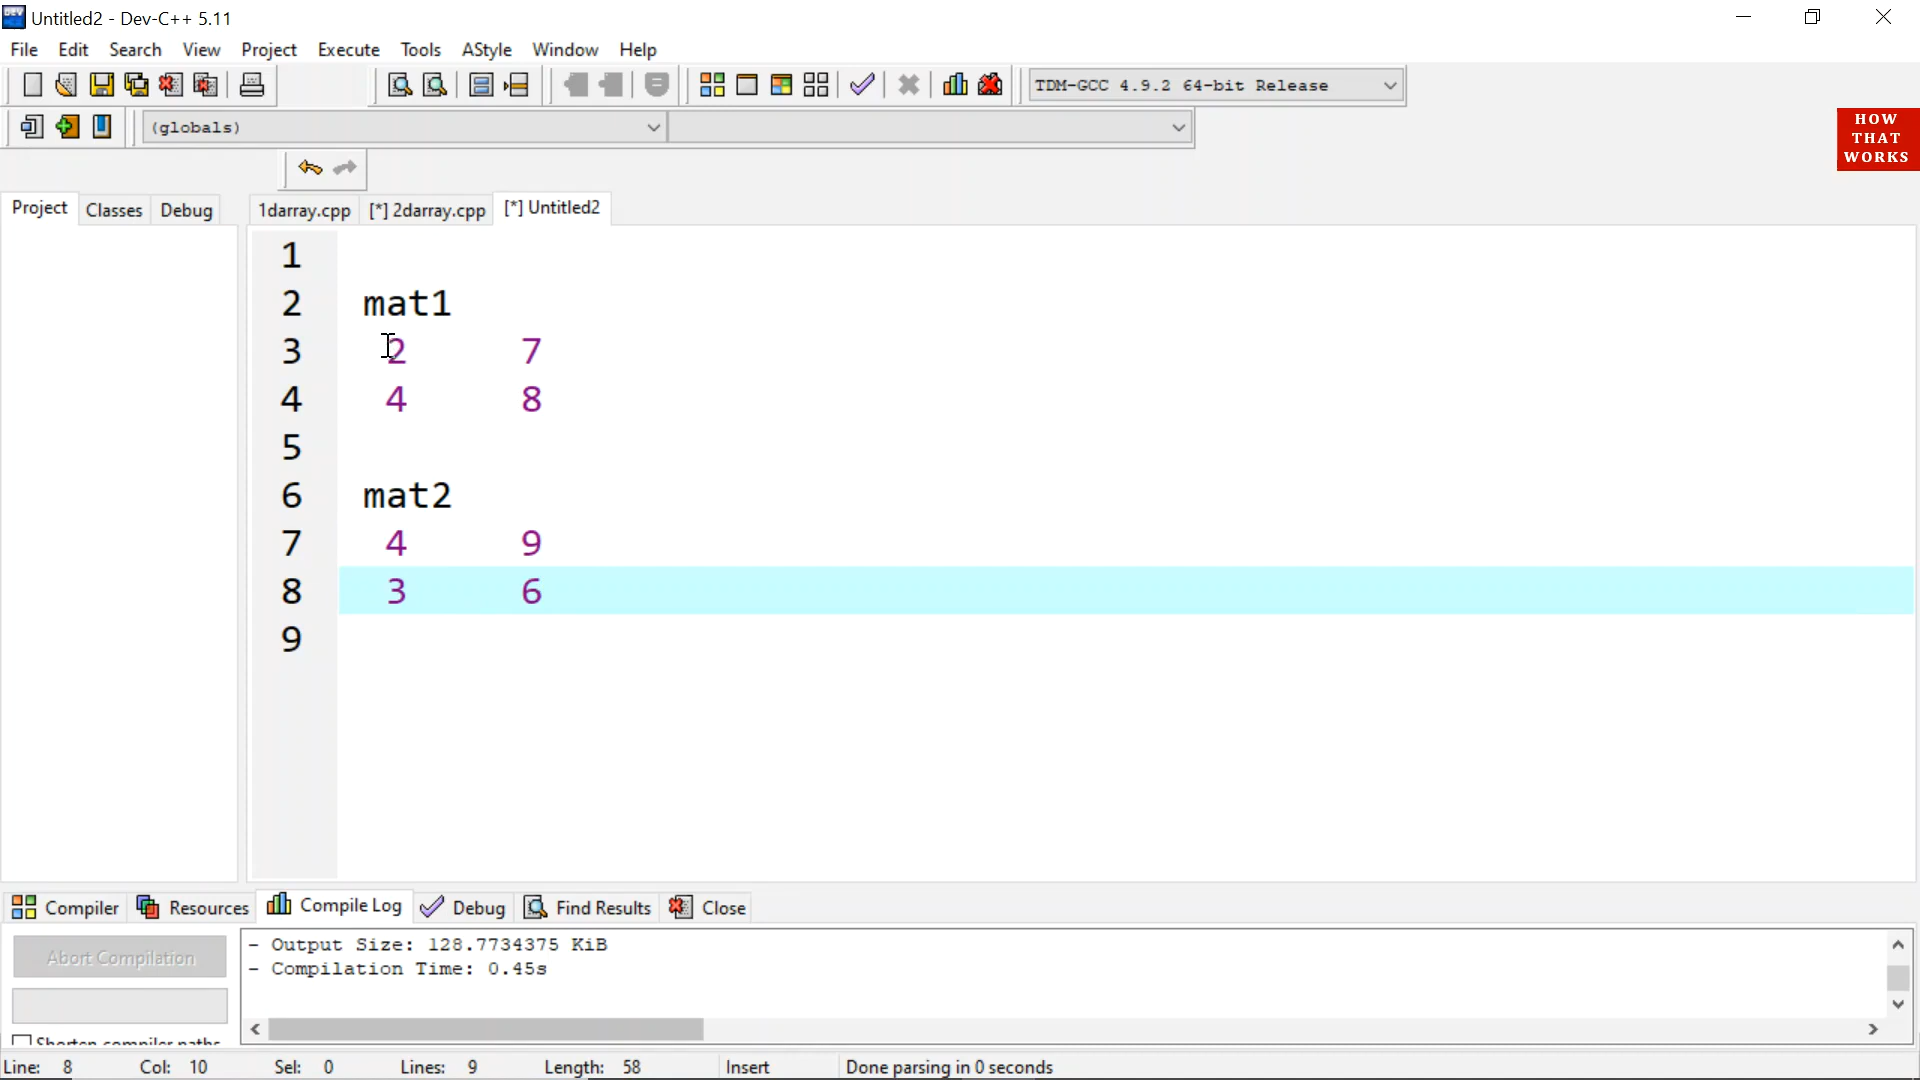 Untitled2 - Dev-C++ 5.11
File Edit Search View Project Execute Tools AStyle Window Help
TDM-GCC 4.9.2 64-bit Release
(globals)
HOW
THAT
WORKS
Project Classes Debug
1darray.cpp [*] 2darray.cpp [*] Untitled2
1
2 mat1
3 2 7
4 4 8
5
6 mat2
7 4 9
8 3 6
9
Compiler Resources Compile Log Debug Find Results Close
Abort Compilation
- Output Size: 128.7734375 KiB
- Compilation Time: 0.45s
Shorten compiler paths
Line: 8 Col: 10 Sel: 0 Lines: 9 Length: 58 Insert Done parsing in 0 seconds